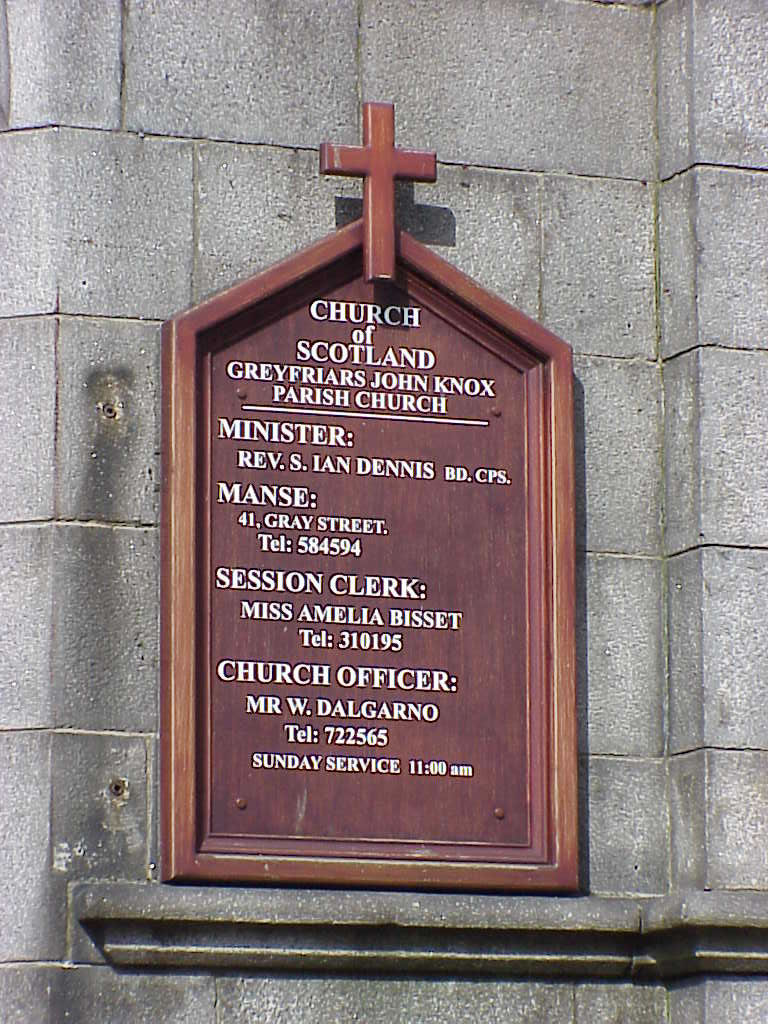 CHURCH
of
SCOTLAND
GREYFRIARS JOHN KNOX
PARISH CHURCH
MINISTER:
REV. S. IAN DENNIS BD. CPS.
MANSE:
41, GRAY STREET.
Tel: 584594
SESSION CLERK:
MISS AMELIA BISSET
Tel: 310195
CHURCH OFFICER:
MR W. DALGARNO
Tel: 722565
SUNDAY SERVICE 11:00 am